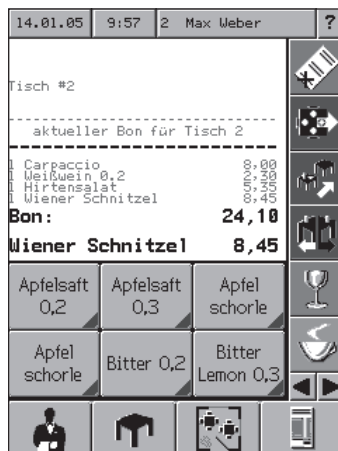 14.01.05 9:57 2 Max Weber ?
Tisch #2
aktueller Bon für Tisch 2
1 Carpaccio 8,00
1 Weißwein 0.2 2,30
1 Hirtensalat 5,35
1 Wiener Schnitzel 8,45
Bon: 24,10
Wiener Schnitzel 8,45
Apfelsaft 0,2
Apfelsaft 0,3
Apfel schorle
Apfel schorle
Bitter 0,2
Bitter Lemon 0,3